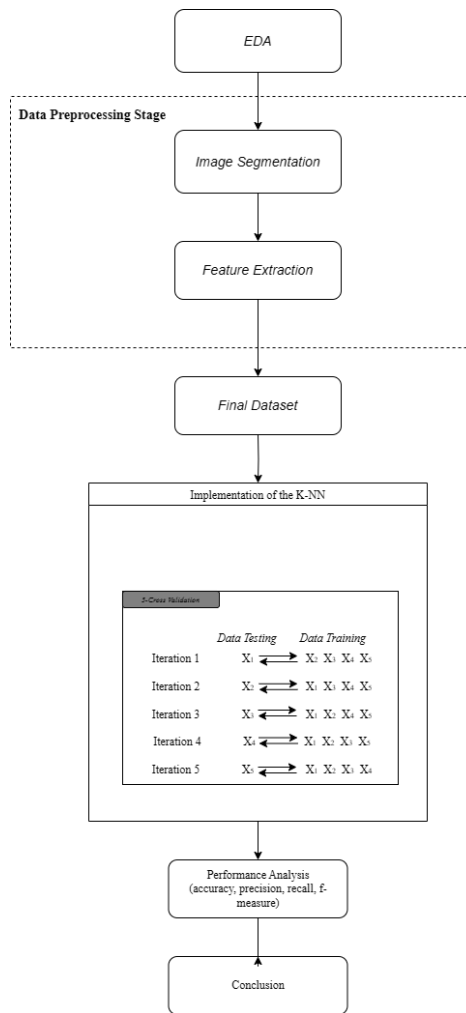 EDA
Data Preprocessing Stage
Image Segmentation
Feature Extraction
Final Dataset
Implementation of the K-NN
5-Cross Validation
Data Testing Data Training
Iteration 1 X₁ X₂ X₃ X₄ X₅
Iteration 2 X₂ X₁ X₃ X₄ X₅
Iteration 3 X₃ X₁ X₂ X₄ X₅
Iteration 4 X₄ X₁ X₂ X₃ X₅
Iteration 5 X₅ X₁ X₂ X₃ X₄
Performance Analysis
(accuracy, precision, recall, f-
measure)
Conclusion